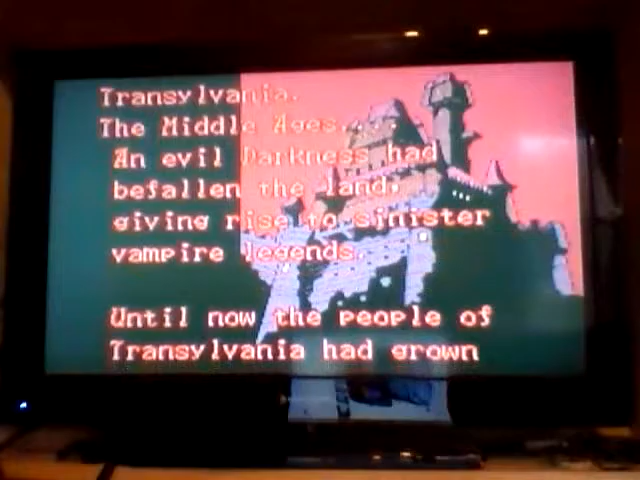 Transylvania.
The Middle Ages...
An evil Darkness had
befallen the land.
giving rise to sinister
vampire legends.
Until now the people of
Transylvania had grown